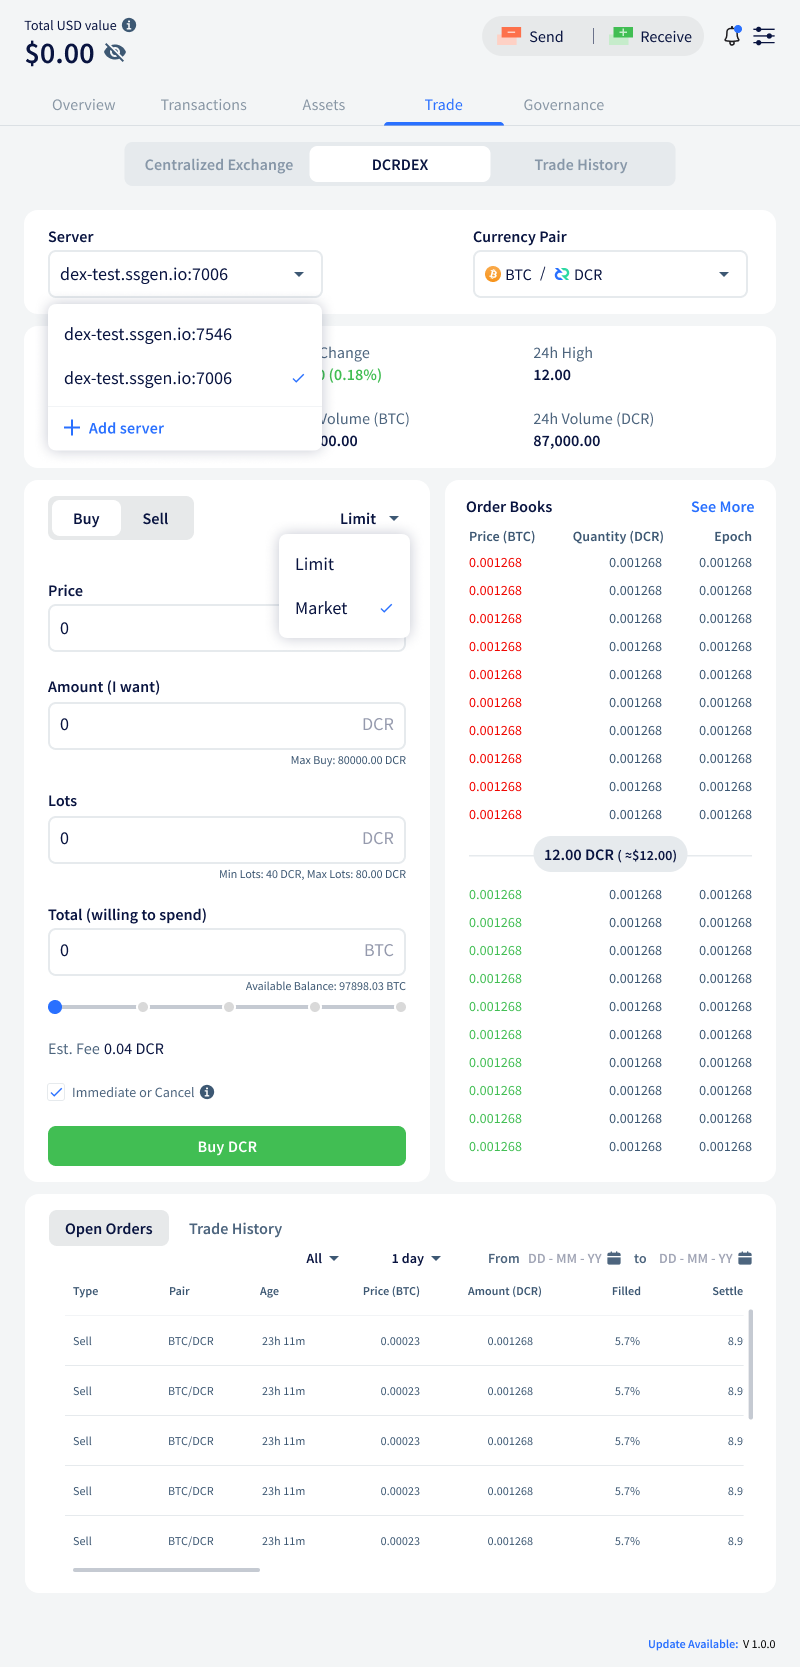 Total USD value
$0.00
Send
Receive
Overview
Transactions
Assets
Trade
Governance
Centralized Exchange
DCRDEX
Trade History
Server
Currency Pair
dex-test.ssgen.io:7006
BTC / DCR
dex-test.ssgen.io:7546
dex-test.ssgen.io:7006
Add server
Change
0 (0.18%)
24h High
12.00
Volume (BTC)
00.00
24h Volume (DCR)
87,000.00
Buy
Sell
Limit
Limit
Market
Price
0
Amount (I want)
0 DCR
Max Buy: 80000.00 DCR
Lots
0 DCR
Min Lots: 40 DCR, Max Lots: 80.00 DCR
Total (willing to spend)
0 BTC
Available Balance: 97898.03 BTC
Est. Fee 0.04 DCR
Immediate or Cancel
Buy DCR
Order Books
See More
Price (BTC) Quantity (DCR) Epoch
0.001268 0.001268 0.001268
0.001268 0.001268 0.001268
0.001268 0.001268 0.001268
0.001268 0.001268 0.001268
0.001268 0.001268 0.001268
0.001268 0.001268 0.001268
0.001268 0.001268 0.001268
0.001268 0.001268 0.001268
0.001268 0.001268 0.001268
0.001268 0.001268 0.001268
12.00 DCR ( ≈$12.00)
0.001268 0.001268 0.001268
0.001268 0.001268 0.001268
0.001268 0.001268 0.001268
0.001268 0.001268 0.001268
0.001268 0.001268 0.001268
0.001268 0.001268 0.001268
0.001268 0.001268 0.001268
0.001268 0.001268 0.001268
0.001268 0.001268 0.001268
0.001268 0.001268 0.001268
Open Orders
Trade History
All
1 day
From DD - MM - YY to DD - MM - YY
Type Pair Age Price (BTC) Amount (DCR) Filled Settle
Sell BTC/DCR 23h 11m 0.00023 0.001268 5.7% 8.9
Sell BTC/DCR 23h 11m 0.00023 0.001268 5.7% 8.9
Sell BTC/DCR 23h 11m 0.00023 0.001268 5.7% 8.9
Sell BTC/DCR 23h 11m 0.00023 0.001268 5.7% 8.9
Sell BTC/DCR 23h 11m 0.00023 0.001268 5.7% 8.9
Update Available: V 1.0.0